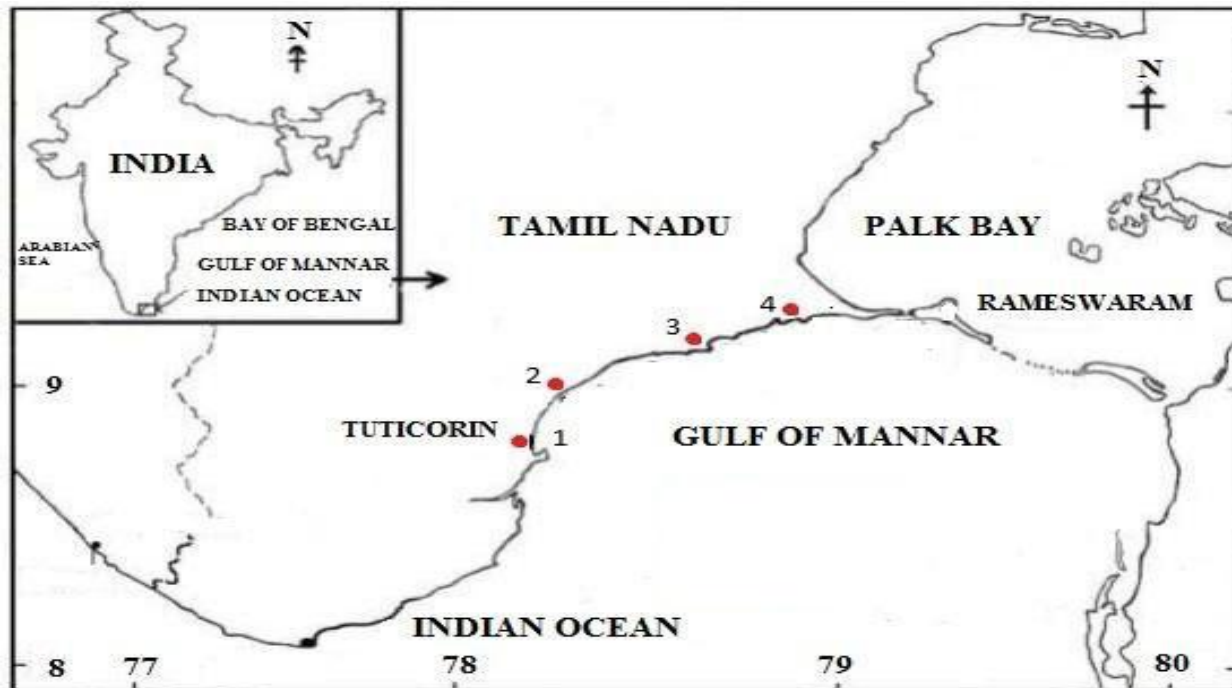 N
INDIA
BAY OF BENGAL
ARABIAN
SEA
GULF OF MANNAR
INDIAN OCEAN
N
TAMIL NADU
PALK BAY
RAMESWARAM
4
3
9
2
TUTICORIN
1
GULF OF MANNAR
INDIAN OCEAN
8
77
78
79
80